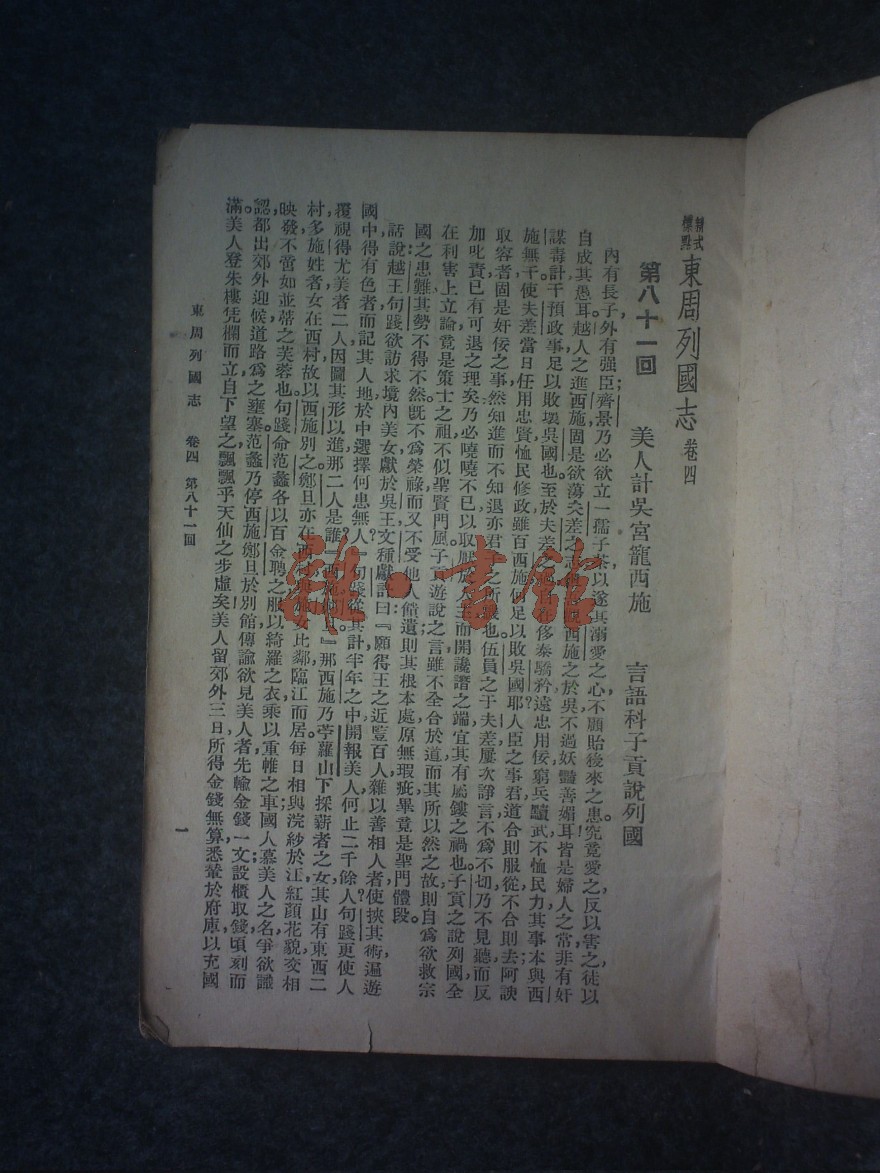 精式標點 東周列國志 卷四
第八十一回 美人計吳宮寵西施 言語科子貢說列國
內有長子，外有强臣；齊景乃必欲立一孺子荼，以遂其溺愛之心，不顧貽後來之患。究竟愛之，反以害之，徒以
自成其愚耳。越人之進西施，固是欲蕩夫差之志，西施之於吳，不過妖豔善媚耳，皆是婦人之常，非有奸
謀毒計，干預政事，足以敗壞吳國也。至於夫差侈泰驕矜，遠忠用佞，窮兵黷武，不恤民力，其事本與西
施無干。使夫差當日任用忠賢，恤民修政，雖百西施，何足以敗吳國耶？人臣之事君，道合則服從，不合則去；阿諛
取容者，固是奸佞之事，然知進而不知退，亦君子之所也。伍員之于夫差，屢次諍言，不爲不切，乃不見聽，而反
加叱責，已有可退之理矣；乃必嘵嘵不已，以取人主，而開讒譖之端，宜其有屬鏤之禍也。子貢之說列國，全
在利害上立論，竟是策士之祖，不似聖賢門風。子貢遊說之言，雖不全合於道，而其所以然之故，則自爲欲救宗
國之患難，其勢不得不然。旣不爲榮祿，而又不受他人餽遺，則其根本處，原無瑕疵，畢竟是聖門體段。
話說越王句踐欲訪求境內美女，獻於吳王，文種獻計曰：『願得王之近豎百人，雜以善相人者，使挾其術，遍遊
國中，得有色者，而記其人地，於中選擇，何患無人？』句踐從其計，半年之中，開報美人，何止二千餘人？句踐更使人
覆視，得尤美者二人，因圖其形以進。那二人是誰？西施，鄭旦。』那西施乃苧蘿山下採薪者之女，其山有東西二
村，多施姓者，女在西村，故以西施別之。鄭旦亦在西村，與施女比鄰，臨江而居。每日相與浣紗於江，紅顏花貌，交相
映發，不啻如並蒂之芙蓉也。句踐命范蠡各以百金聘之，服以綺羅之衣，乘以重帷之車；國人慕美人之名，爭欲識
認，都出郊外迎候，道路爲之壅塞。范蠡乃停西施鄭旦於別館，傳諭欲見美人者，先輸金錢一文；設櫃取錢，頃刻而
滿。美人登朱樓，凭欄而立，自下望之，飄飄乎天仙之步虛矣。美人留郊外三日，所得金錢無算，悉輦於府庫，以充國
東周列國志 卷四 第八十一回 一
雜·書館